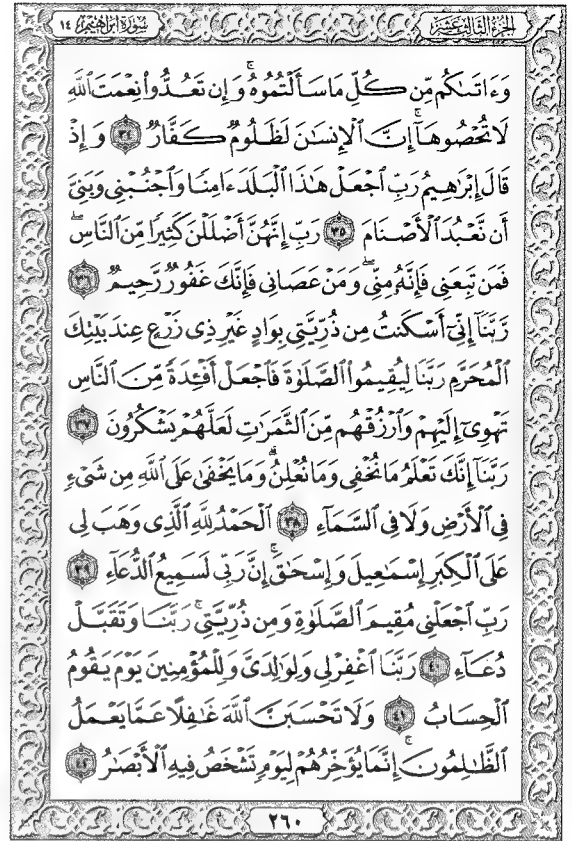 سورة ابراهيم ١٤
الجزء الثالث عشر
وَءَاتَىٰكُم مِّن كُلِّ مَا سَأَلْتُمُوهُ ۚ وَإِن تَعُدُّوا۟ نِعْمَتَ ٱللَّهِ
لَا تُحْصُوهَآ ۗ إِنَّ ٱلْإِنسَٰنَ لَظَلُومٌ كَفَّارٌ ٣٤ وَإِذْ
قَالَ إِبْرَٰهِيمُ رَبِّ ٱجْعَلْ هَٰذَا ٱلْبَلَدَ ءَامِنًا وَٱجْنُبْنِى وَبَنِىَّ
أَن نَّعْبُدَ ٱلْأَصْنَامَ ٣٥ رَبِّ إِنَّهُنَّ أَضْلَلْنَ كَثِيرًا مِّنَ ٱلنَّاسِ ۖ
فَمَن تَبِعَنِى فَإِنَّهُۥ مِنِّى ۖ وَمَنْ عَصَانِى فَإِنَّكَ غَفُورٌ رَّحِيمٌ ٣٦
رَّبَّنَآ إِنِّىٓ أَسْكَنتُ مِن ذُرِّيَّتِى بِوَادٍ غَيْرِ ذِى زَرْعٍ عِندَ بَيْتِكَ
ٱلْمُحَرَّمِ رَبَّنَا لِيُقِيمُوا۟ ٱلصَّلَوٰةَ فَٱجْعَلْ أَفْـِٔدَةً مِّنَ ٱلنَّاسِ
تَهْوِىٓ إِلَيْهِمْ وَٱرْزُقْهُم مِّنَ ٱلثَّمَرَٰتِ لَعَلَّهُمْ يَشْكُرُونَ ٣٧
رَبَّنَآ إِنَّكَ تَعْلَمُ مَا نُخْفِى وَمَا نُعْلِنُ ۗ وَمَا يَخْفَىٰ عَلَى ٱللَّهِ مِن شَىْءٍ
فِى ٱلْأَرْضِ وَلَا فِى ٱلسَّمَآءِ ٣٨ ٱلْحَمْدُ لِلَّهِ ٱلَّذِى وَهَبَ لِى
عَلَى ٱلْكِبَرِ إِسْمَٰعِيلَ وَإِسْحَٰقَ ۚ إِنَّ رَبِّى لَسَمِيعُ ٱلدُّعَآءِ ٣٩
رَبِّ ٱجْعَلْنِى مُقِيمَ ٱلصَّلَوٰةِ وَمِن ذُرِّيَّتِى ۚ رَبَّنَا وَتَقَبَّلْ
دُعَآءِ ٤٠ رَبَّنَا ٱغْفِرْ لِى وَلِوَٰلِدَىَّ وَلِلْمُؤْمِنِينَ يَوْمَ يَقُومُ
ٱلْحِسَابُ ٤١ وَلَا تَحْسَبَنَّ ٱللَّهَ غَٰفِلًا عَمَّا يَعْمَلُ
ٱلظَّٰلِمُونَ ۚ إِنَّمَا يُؤَخِّرُهُمْ لِيَوْمٍ تَشْخَصُ فِيهِ ٱلْأَبْصَٰرُ ٤٢
٢٦٠